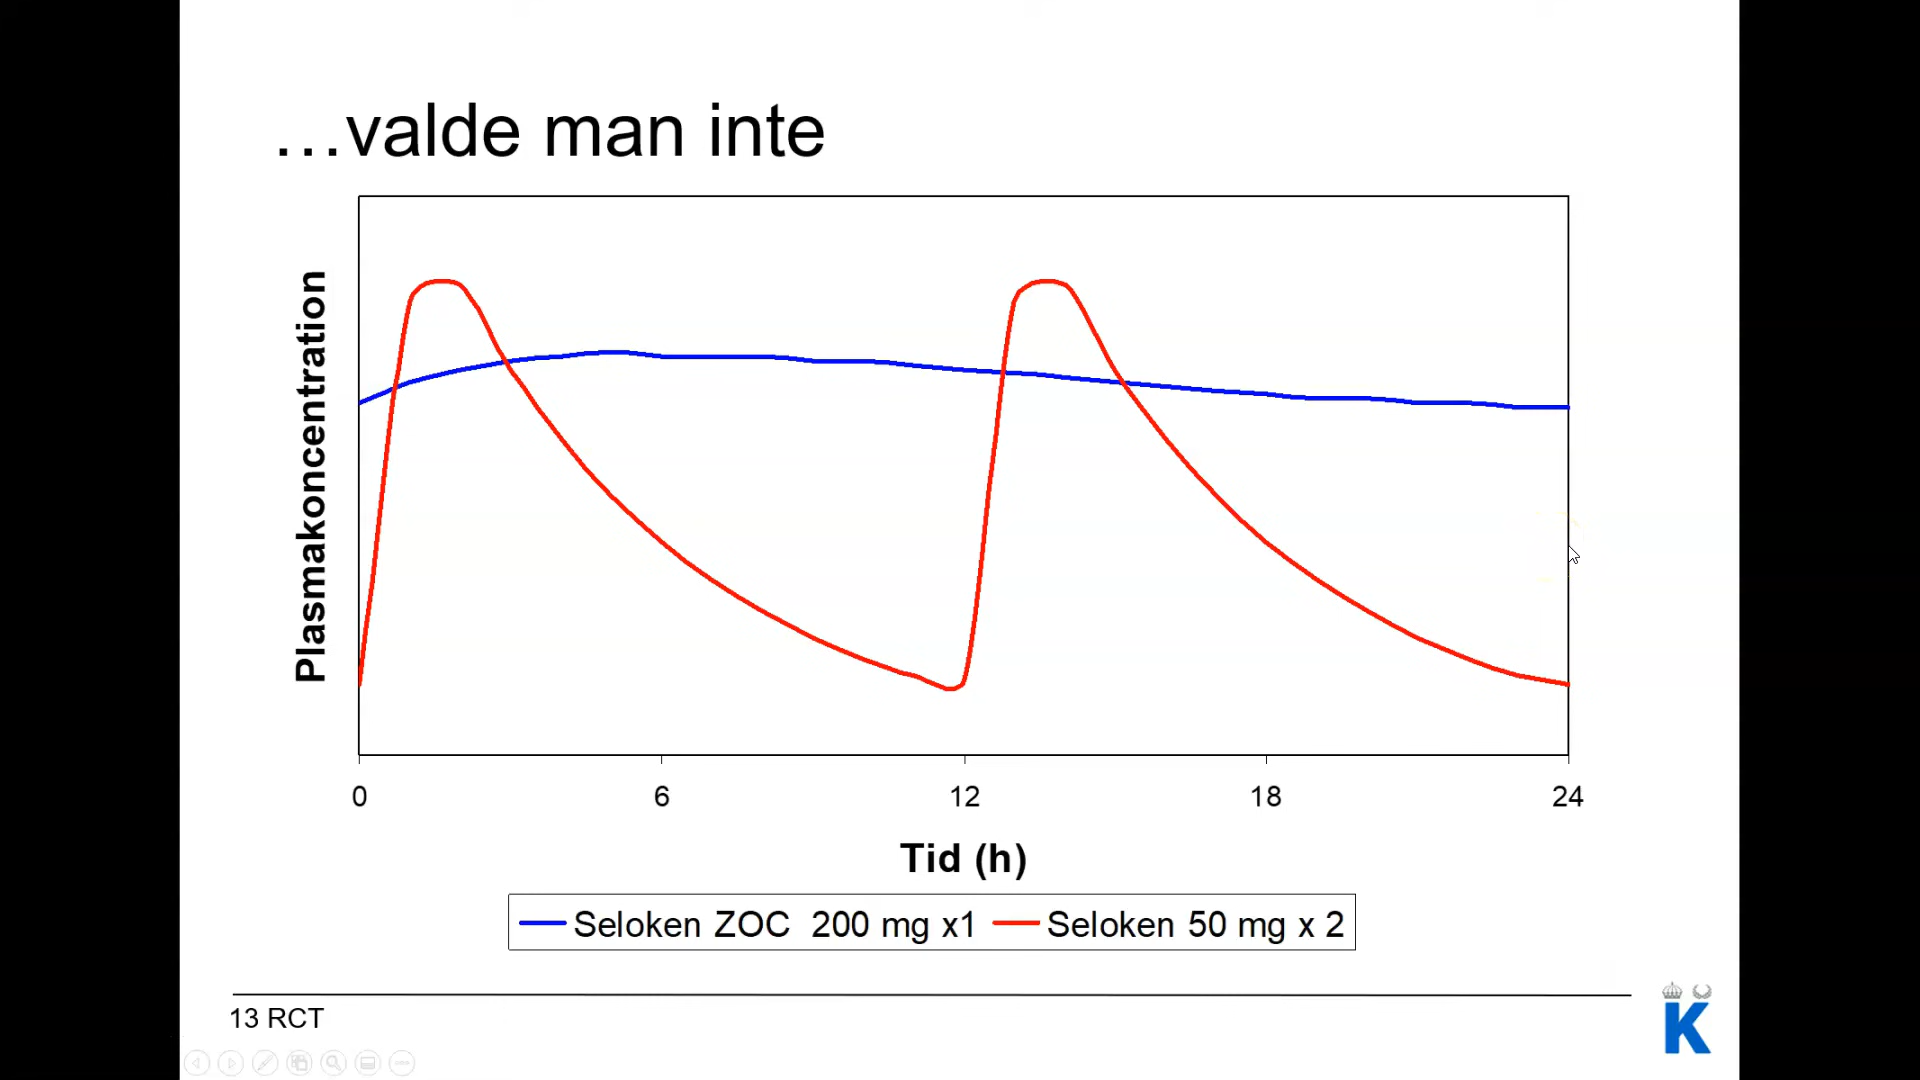 …valde man inte
Plasmakoncentration
0 6 12 18 24
Tid (h)
Seloken ZOC 200 mg x1 Seloken 50 mg x 2
13 RCT
K